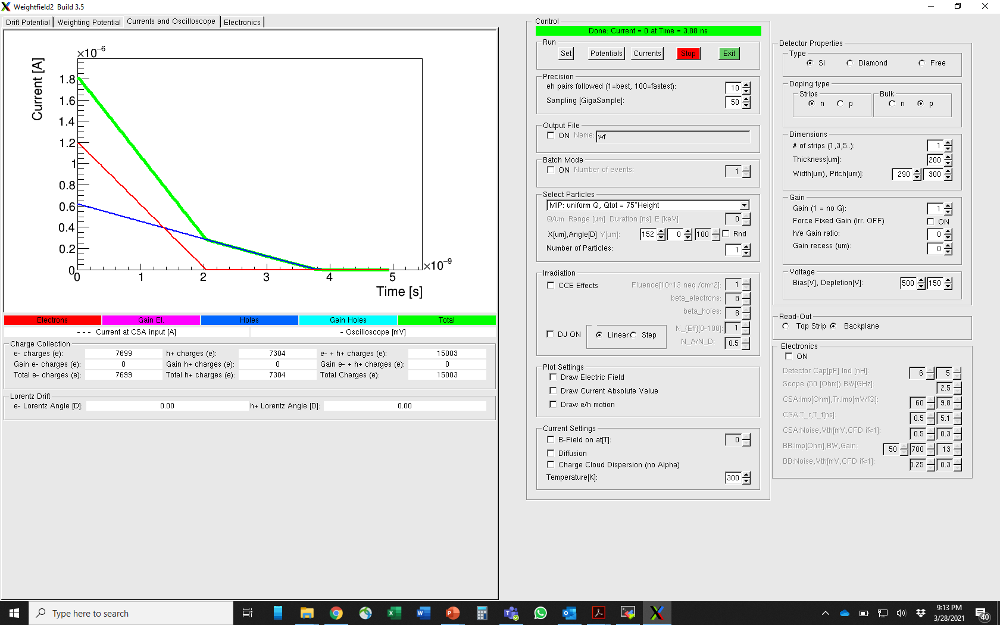 Weightfield2 Build 3.5
Drift Potential
Weighting Potential
Currents and Oscilloscope
Electronics
×10⁻⁶
Current [A]
1.8
1.6
1.4
1.2
1
0.8
0.6
0.4
0.2
0
0 1 2 3 4 5
×10⁻⁹
Time [s]
Electrons Gain El. Holes Gain Holes Total
- - - Current at CSA input [A] - Oscilloscope [mV]
Charge Collection
e- charges (e): 7699 h+ charges (e): 7304 e- + h+ charges (e): 15003
Gain e- charges (e): 0 Gain h+ charges (e): 0 Gain e- + h+ charges (e): 0
Total e- charges (e): 7699 Total h+ charges (e): 7304 Total Charges (e): 15003
Lorentz Drift
e- Lorentz Angle [D]: 0.00 h+ Lorentz Angle [D]: 0.00
Control
Done: Current = 0 at Time = 3.88 ns
Run
Set Potentials Currents Stop Exit
Precision
eh pairs followed (1=best, 100=fastest): 10
Sampling [GigaSample]: 50
Output File
ON Name: wf
Batch Mode
ON Number of events: 1
Select Particles
MIP: uniform Q, Qtot = 75*Height
Q/um Range [um] Duration [ns] E [keV] 0
X[um],Angle[D] Y[um]: 152 0 100 Rnd
Number of Particles: 1
Irradiation
CCE Effects Fluence[10^13 neq /cm^2]: 1
beta_electrons: 8
beta_holes: 8
DJ ON Linear Step N_{Eff}[0-100]: 1
N_A/N_D: 0.5
Plot Settings
Draw Electric Field
Draw Current Absolute Value
Draw e/h motion
Current Settings
B-Field on at[T]: 0
Diffusion
Charge Cloud Dispersion (no Alpha)
Temperature[K]: 300
Detector Properties
Type
Si Diamond Free
Doping type
Strips Bulk
n p n p
Dimensions
# of strips (1,3,5..): 1
Thickness[um]: 200
Width(um), Pitch(um)]: 290 300
Gain
Gain (1 = no G): 1
Force Fixed Gain (Irr. OFF) ON
h/e Gain ratio: 0
Gain recess (um): 0
Voltage
Bias[V], Depletion[V]: 500 150
Read-Out
Top Strip Backplane
Electronics
ON
Detector Cap[pF] Ind [nH]: 6 5
Scope (50 [Ohm]) BW[GHz]: 2.5
CSA:Imp[Ohm],Tr.Imp[mV/fQ]: 60 9.8
CSA:T_r,T_f[ns]: 0.5 5.1
CSA:Noise,Vth[mV,CFD if<1]: 0.5 0.3
BB:Imp[Ohm],BW,Gain: 50 700 13
BB:Noise,Vth[mV,CFD if<1]: 0.25 0.3
Type here to search
9:13 PM
3/28/2021
40